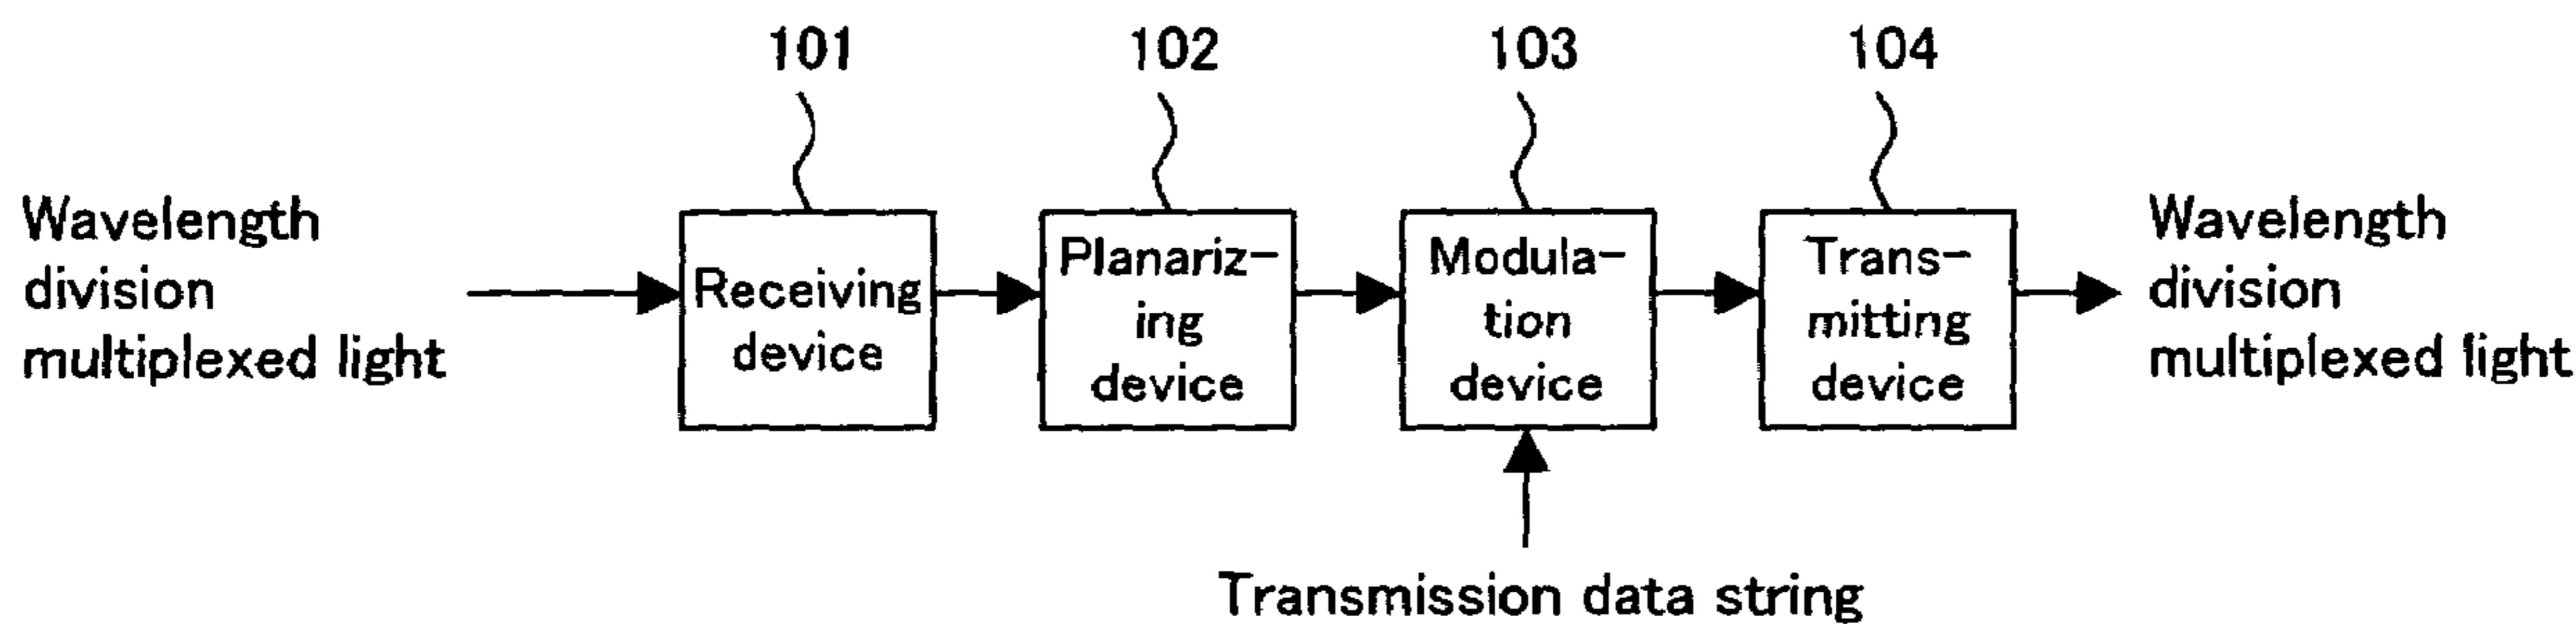 101
102
103
104
Wavelength
division
multiplexed light
Receiving
device
Planariz-
ing
device
Modula-
tion
device
Trans-
mitting
device
Wavelength
division
multiplexed light
Transmission data string